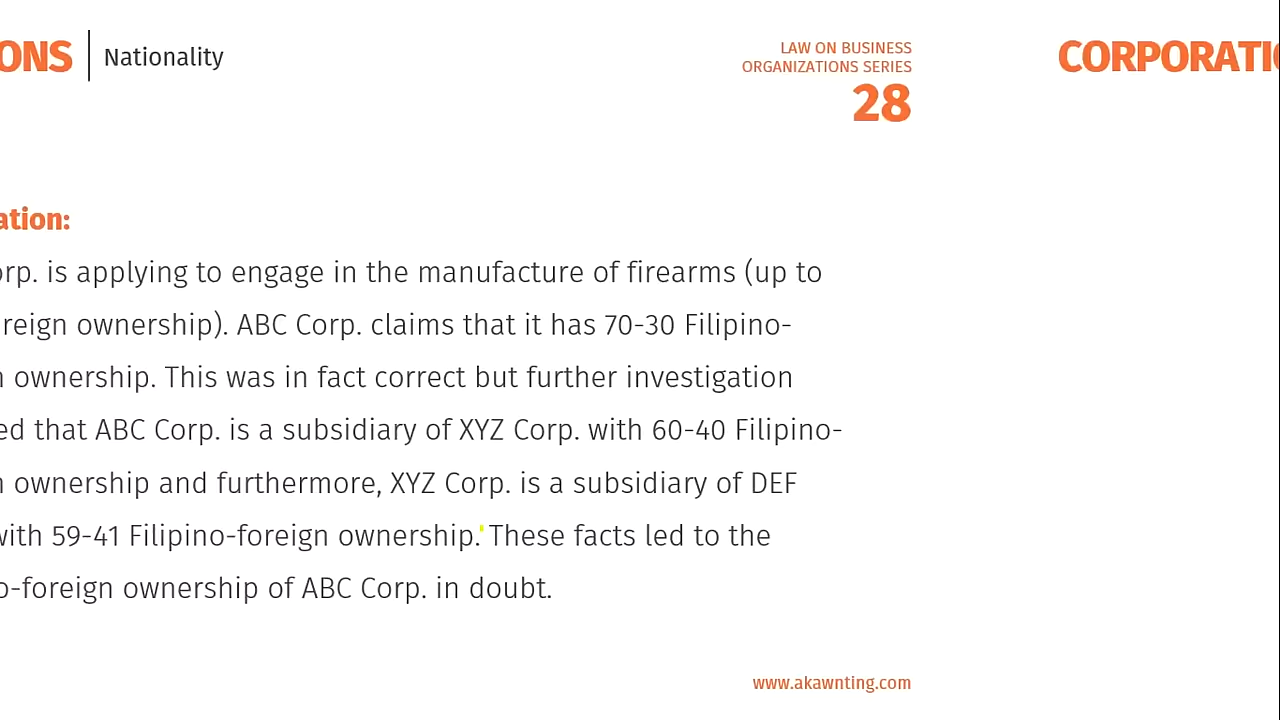 ONS
Nationality
LAW ON BUSINESS
ORGANIZATIONS SERIES
28
CORPORATI
ation:
orp. is applying to engage in the manufacture of firearms (up to
reign ownership). ABC Corp. claims that it has 70-30 Filipino-
n ownership. This was in fact correct but further investigation
ed that ABC Corp. is a subsidiary of XYZ Corp. with 60-40 Filipino-
n ownership and furthermore, XYZ Corp. is a subsidiary of DEF
with 59-41 Filipino-foreign ownership. These facts led to the
o-foreign ownership of ABC Corp. in doubt.
www.akawnting.com